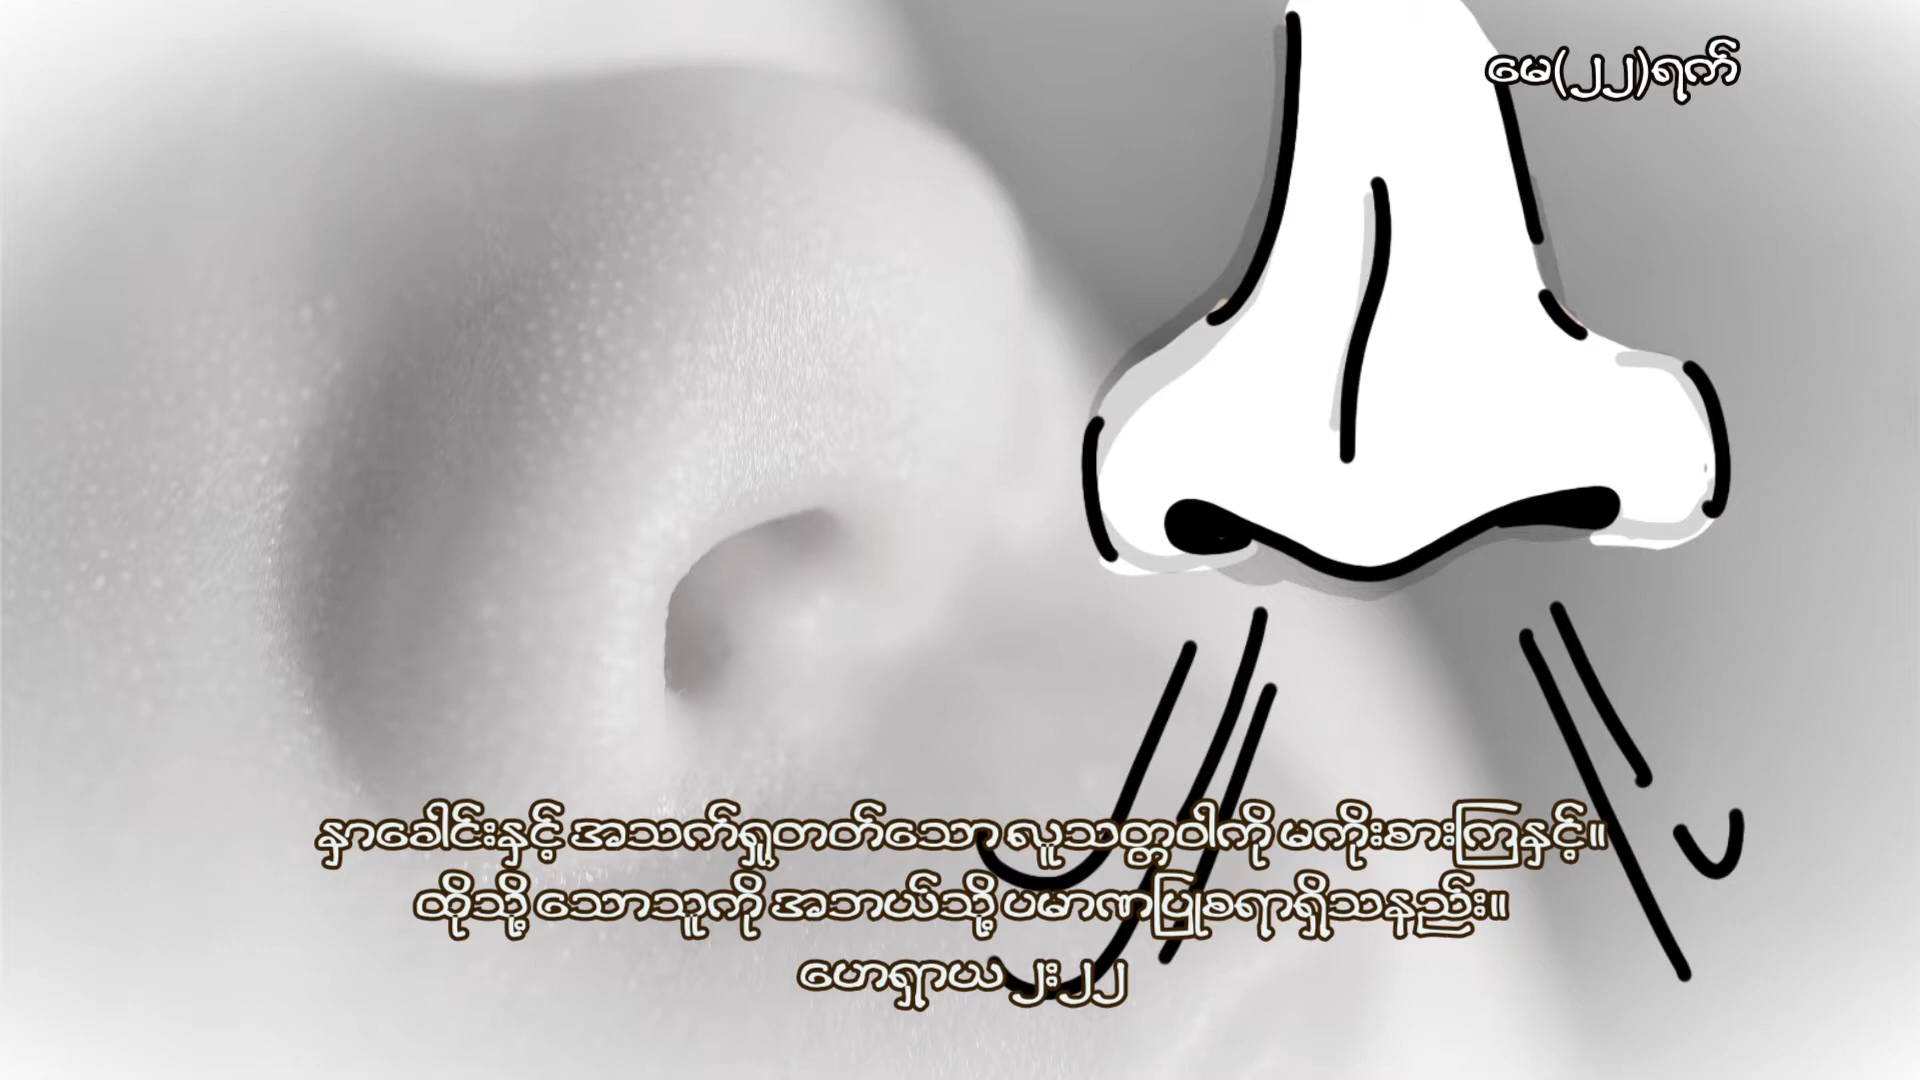 မေ(၂၂)ရက်
နှာခေါင်းနှင့် အသက်ရှူတတ်သော လူသတ္တဝါကို မကိုးစားကြနှင့်။
ထိုသို့ သောသူကို အဘယ်သို့ ပမာဏပြုစရာရှိသနည်း။
ဟေရှာယ ၂း၂၂